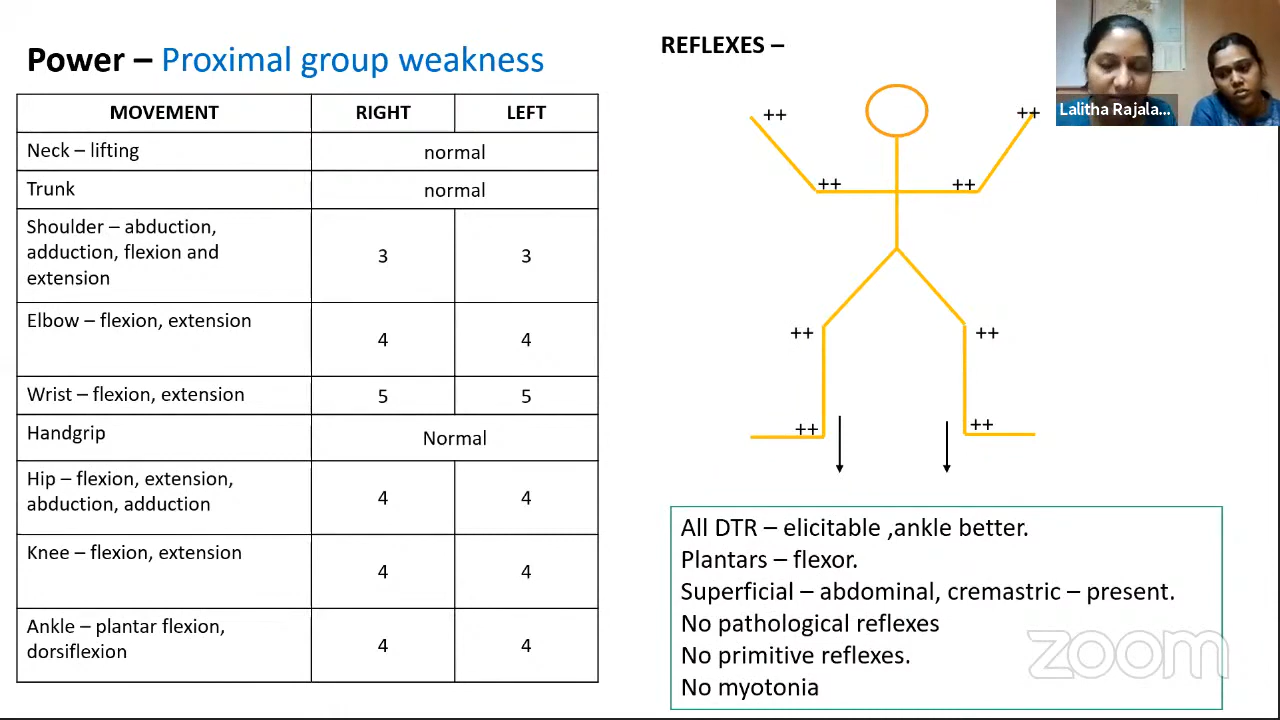 Power – Proximal group weakness
MOVEMENT RIGHT LEFT
Neck – lifting normal
Trunk normal
Shoulder – abduction,
adduction, flexion and
extension
3 3
Elbow – flexion, extension
4 4
Wrist – flexion, extension 5 5
Handgrip Normal
Hip – flexion, extension,
abduction, adduction
4 4
Knee – flexion, extension
4 4
Ankle – plantar flexion,
dorsiflexion
4 4
REFLEXES –
++ ++
++ ++
++ ++
++ ++
All DTR – elicitable ,ankle better.
Plantars – flexor.
Superficial – abdominal, cremastric – present.
No pathological reflexes
No primitive reflexes.
No myotonia
Lalitha Rajala...
zoom